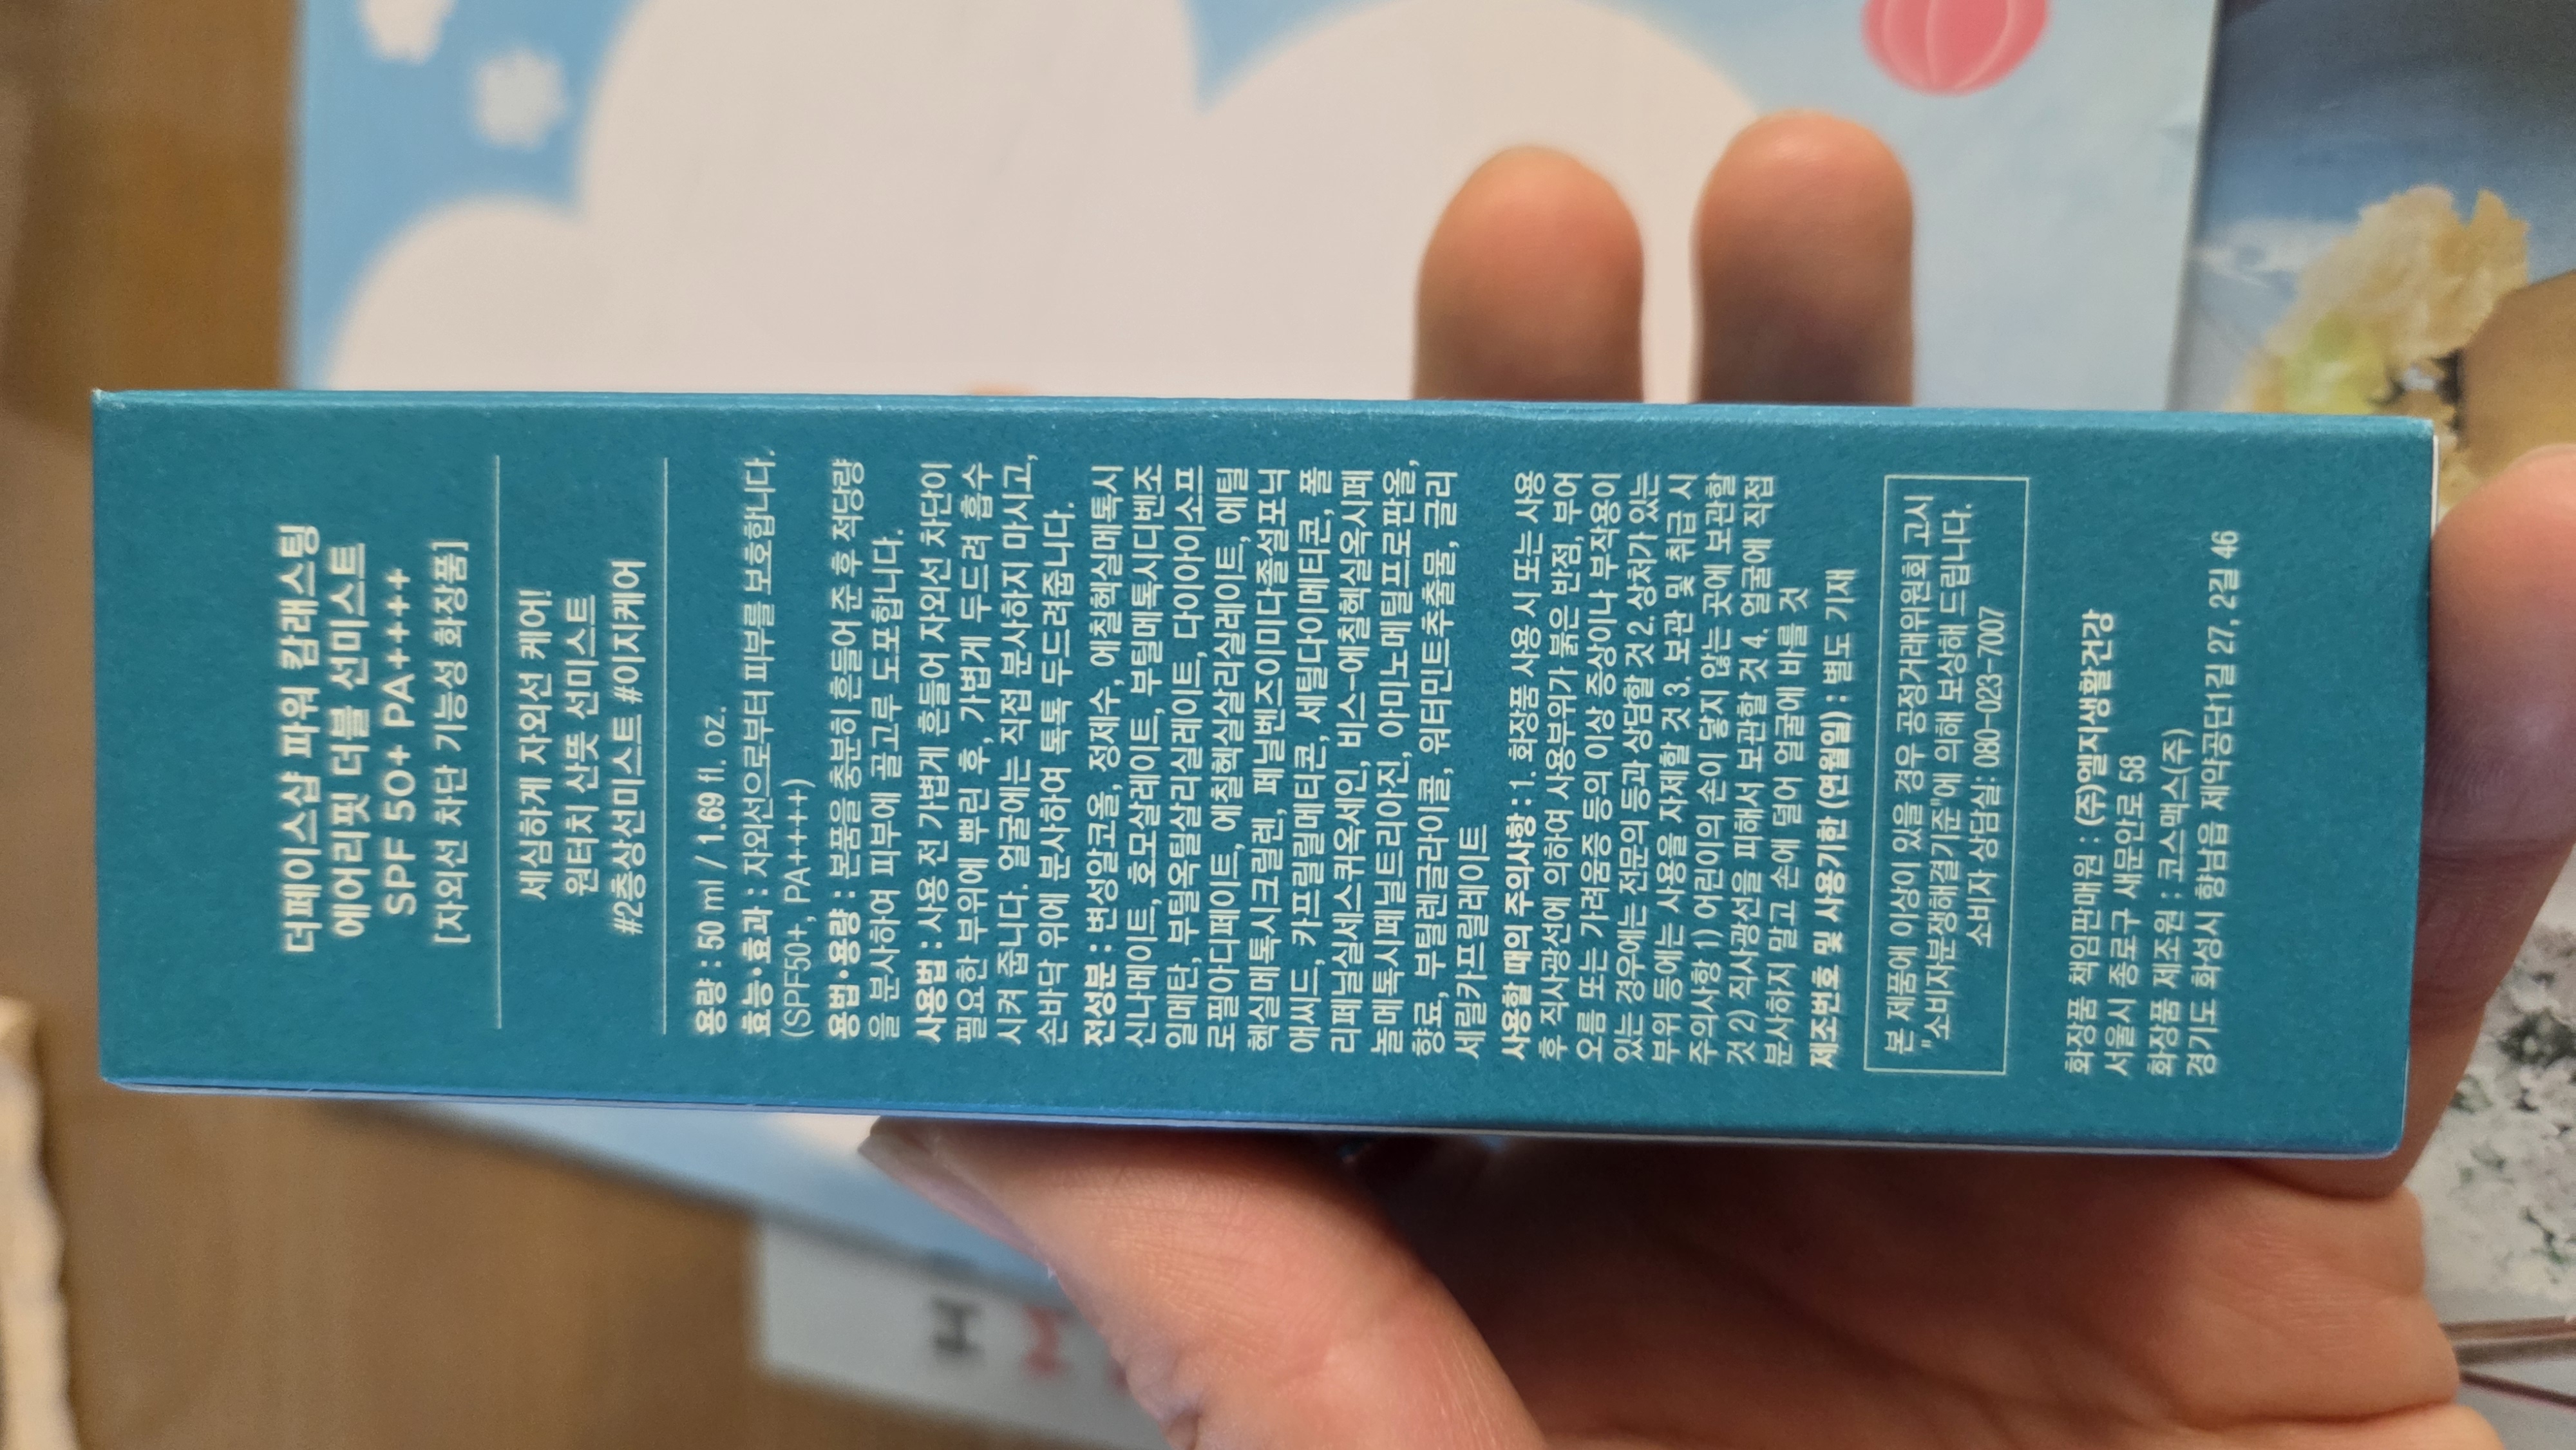 더페이스샵 파워 캄래스팅
에어리핏 더블 선미스트
SPF 50+ PA++++
[자외선 차단 기능성 화장품]
세심하게 자외선 케어!
원터치 산뜻 선미스트
#2층상선미스트 #이지케어
용량 : 50 ml / 1.69 fl. oz.
효능·효과 : 자외선으로부터 피부를 보호합니다.
(SPF50+, PA++++)
용법·용량 : 본품을 충분히 흔들어 준 후 적당량
을 분사하여 피부에 골고루 도포합니다.
사용법 : 사용 전 가볍게 흔들어 자외선 차단이
필요한 부위에 뿌린 후, 가볍게 두드려 흡수
시켜 줍니다. 얼굴에는 직접 분사하지 마시고,
손바닥 위에 분사하여 톡톡 두드려줍니다.
전성분 : 변성알코올, 정제수, 에칠헥실메톡시
신나메이트, 호모살레이트, 부틸메톡시디벤조
일메탄, 부틸옥틸살리실레이트, 다이아이소프
로필아디페이트, 에칠헥실살리실레이트, 에틸
헥실메톡시크릴렌, 페닐벤즈이미다졸설포닉
애씨드, 카프릴릴메티콘, 세틸다이메티콘, 폴
리페닐실세스퀴옥세인, 비스-에칠헥실옥시페
놀메톡시페닐트리아진, 아미노메틸프로판올,
향료, 부틸렌글라이콜, 워터민트추출물, 글리
세릴카프릴레이트
사용할 때의 주의사항 : 1. 화장품 사용 시 또는 사용
후 직사광선에 의하여 사용부위가 붉은 반점, 부어
오름 또는 가려움증 등의 이상 증상이나 부작용이
있는 경우에는 전문의 등과 상담할 것 2. 상처가 있는
부위 등에는 사용을 자제할 것 3. 보관 및 취급 시
주의사항 1) 어린이의 손이 닿지 않는 곳에 보관할
것 2) 직사광선을 피해서 보관할 것 4. 얼굴에 직접
분사하지 말고 손에 덜어 얼굴에 바를 것
제조번호 및 사용기한 (연월일) : 별도 기재
본 제품에 이상이 있을 경우 공정거래위원회 고시
"소비자분쟁해결기준"에 의해 보상해 드립니다.
소비자 상담실: 080-023-7007
화장품 책임판매원 : (주)엘지생활건강
서울시 종로구 새문안로 58
화장품 제조원 : 코스맥스(주)
경기도 화성시 향남읍 제약공단1길 27, 2길 46